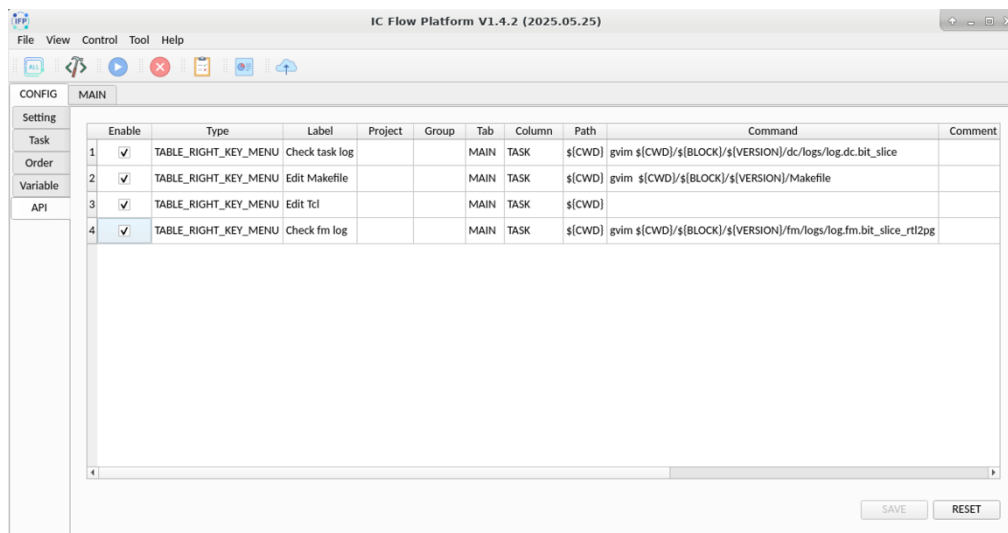 IFP
IC Flow Platform V1.4.2 (2025.05.25)
File View Control Tool Help
ALL
CONFIG MAIN
Setting
Task
Order
Variable
API
Enable Type Label Project Group Tab Column Path Command Comment
1 TABLE_RIGHT_KEY_MENU Check task log MAIN TASK ${CWD} gvim ${CWD}/${BLOCK}/${VERSION}/dc/logs/log.dc.bit_slice
2 TABLE_RIGHT_KEY_MENU Edit Makefile MAIN TASK ${CWD} gvim ${CWD}/${BLOCK}/${VERSION}/Makefile
3 TABLE_RIGHT_KEY_MENU Edit Tcl MAIN TASK ${CWD}
4 TABLE_RIGHT_KEY_MENU Check fm log MAIN TASK ${CWD} gvim ${CWD}/${BLOCK}/${VERSION}/fm/logs/log.fm.bit_slice_rtl2pg
SAVE RESET